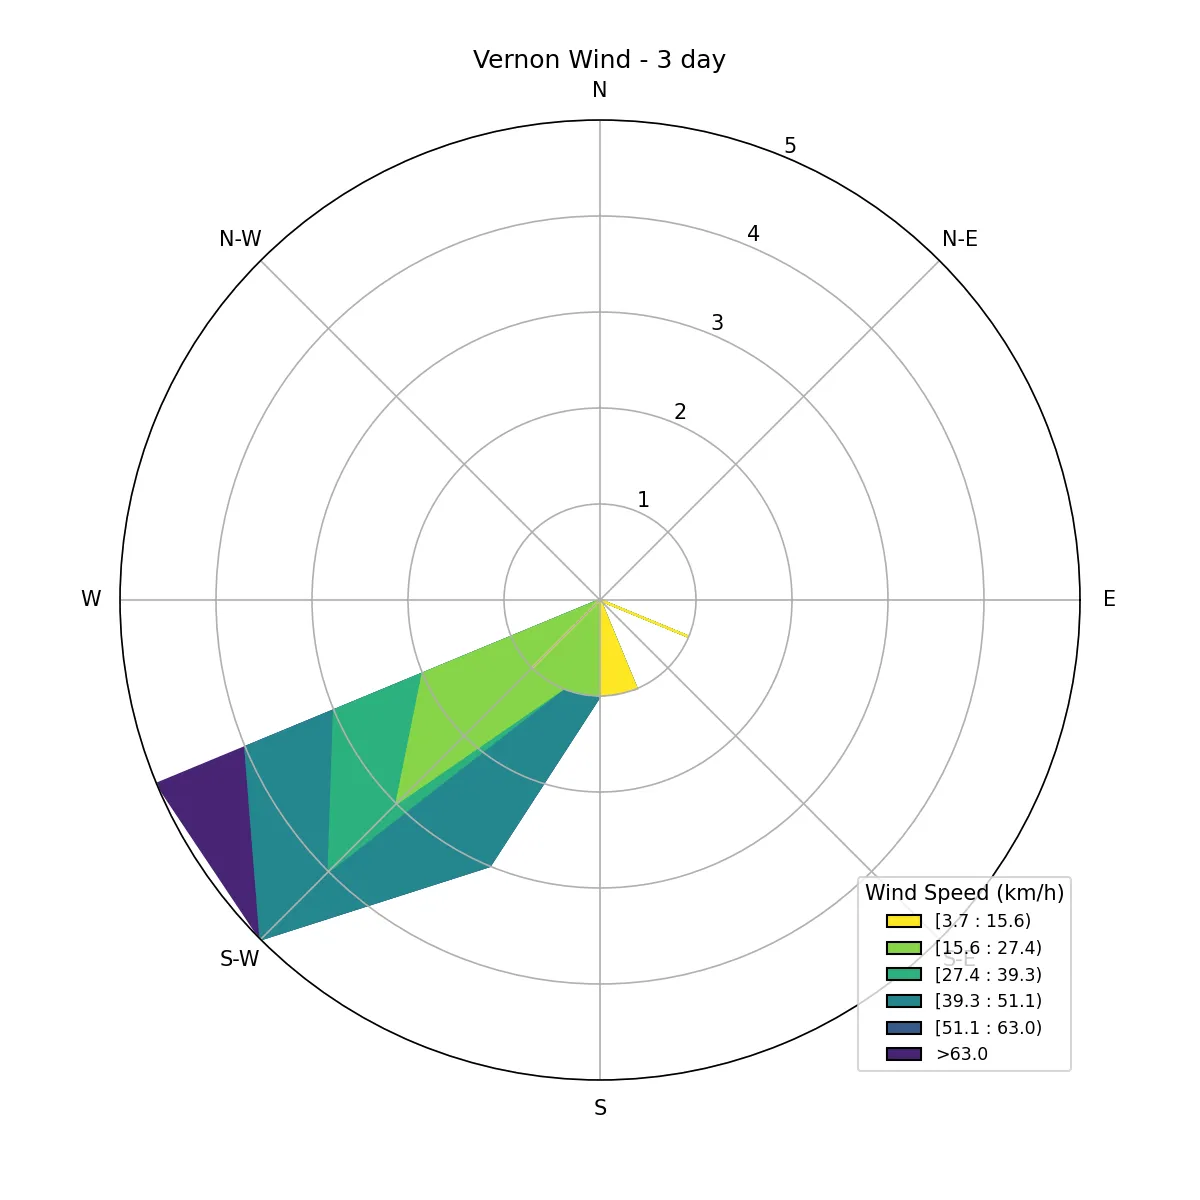 Vernon Wind - 3 day
N
5
N-W
4
N-E
3
2
1
W
E
S-W
S-E
S
Wind Speed (km/h)
[3.7 : 15.6)
[15.6 : 27.4)
[27.4 : 39.3)
[39.3 : 51.1)
[51.1 : 63.0)
>63.0